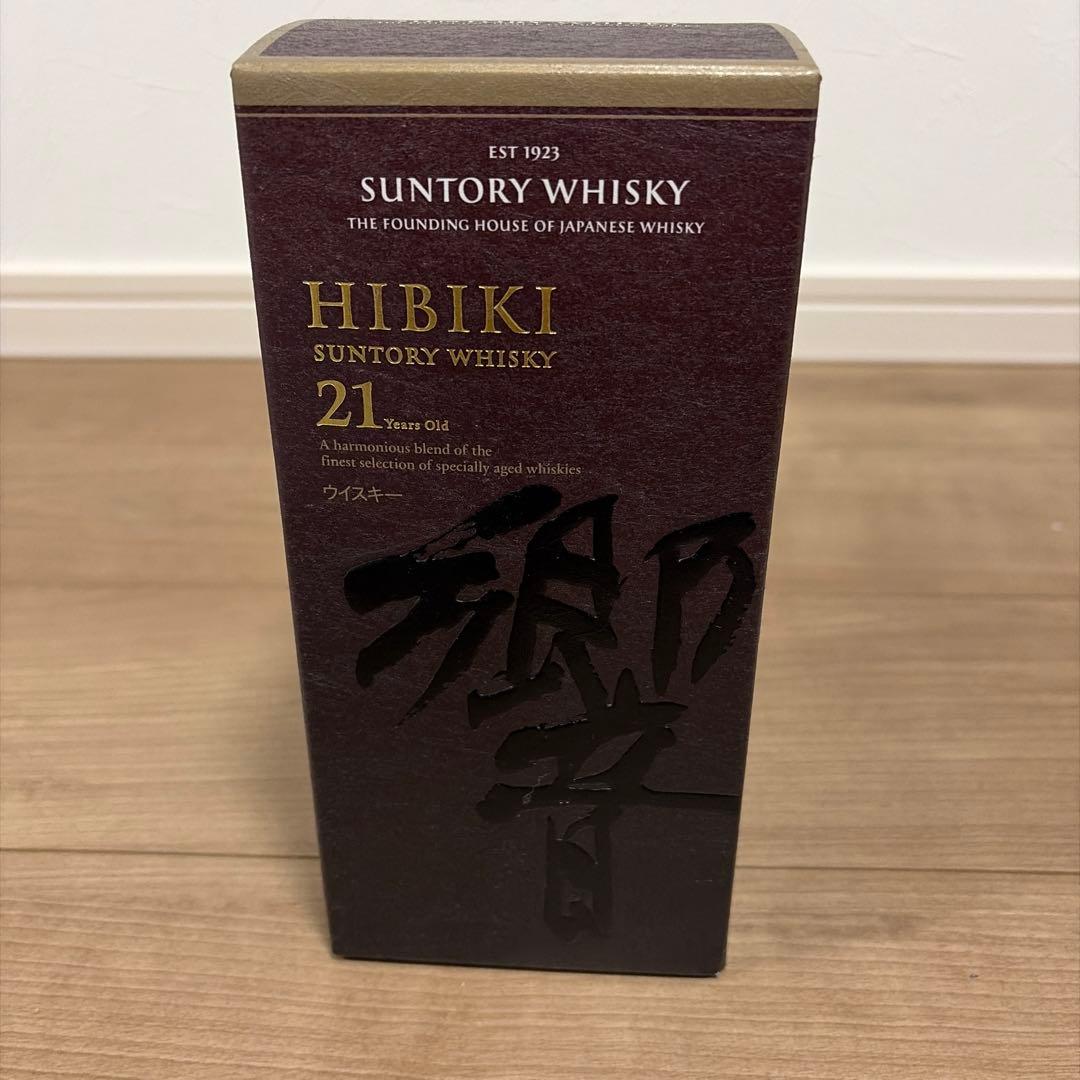 EST 1923
SUNTORY WHISKY
THE FOUNDING HOUSE OF JAPANESE WHISKY
HIBIKI
SUNTORY WHISKY
21 Years Old
A harmonious blend of the
finest selection of specially aged whiskies
ウイスキー
響